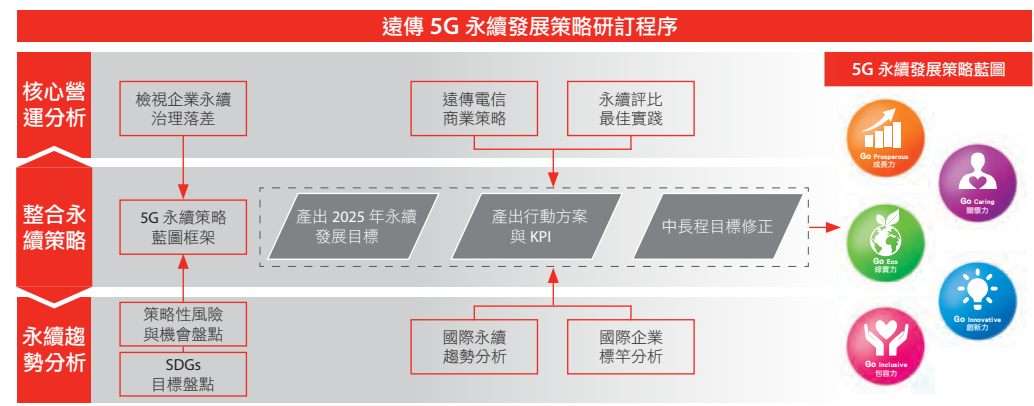 遠傳 5G 永續發展策略研訂程序
核心營
運分析
檢視企業永續
治理落差
遠傳電信
商業策略
永續評比
最佳實踐
整合永
續策略
5G 永續策略
藍圖框架
產出 2025 年永續
發展目標
產出行動方案
與 KPI
中長程目標修正
永續趨
勢分析
策略性風險
與機會盤點
SDGs
目標盤點
國際永續
趨勢分析
國際企業
標竿分析
5G 永續發展策略藍圖
Go Prosperous
成長力
Go Caring
關懷力
Go Eco
綠實力
Go Innovative
創新力
Go Inclusive
包容力